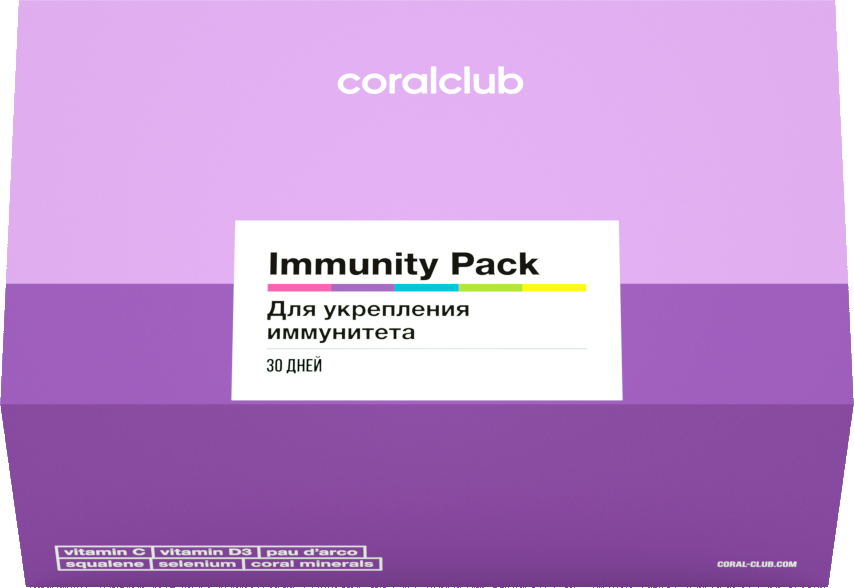 coralclub
Immunity Pack
Для укрепления
иммунитета
30 ДНЕЙ
vitamin C vitamin D3 pau d'arco
squalene selenium coral minerals
CORAL-CLUB.COM